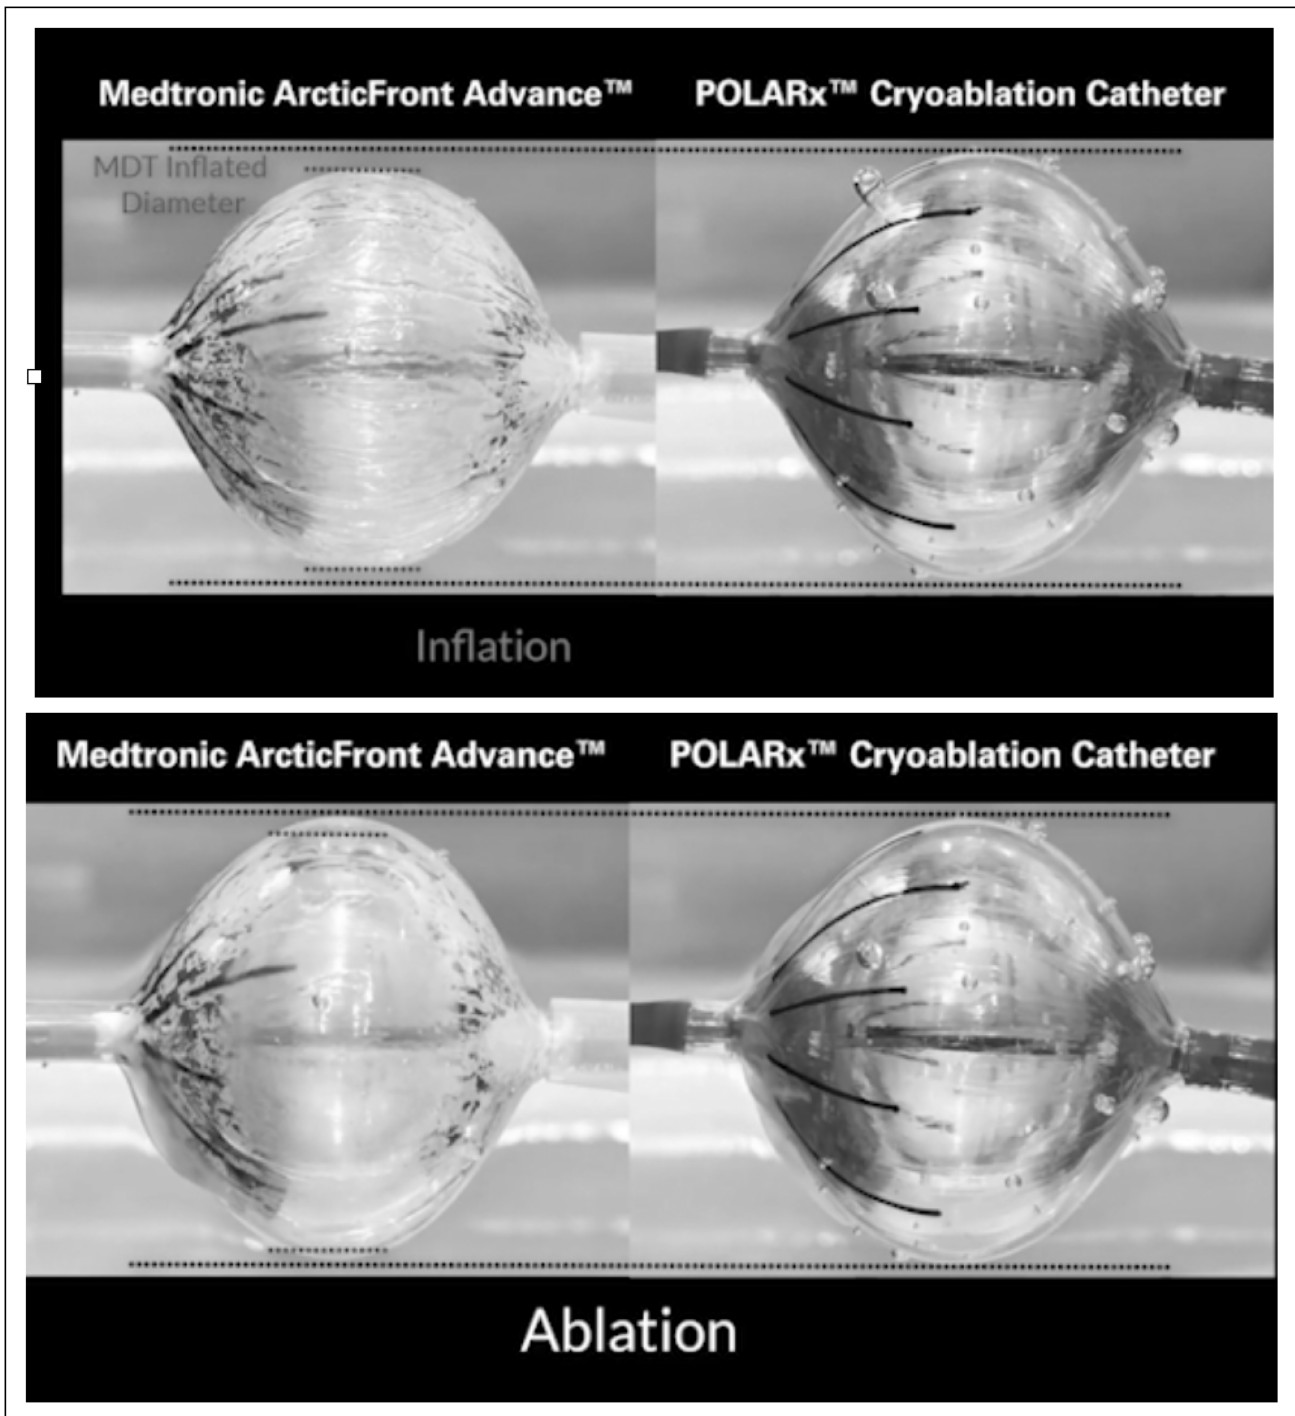 Medtronic ArcticFront Advance™
POLARx™ Cryoablation Catheter
MDT Inflated
Diameter
Inflation
Medtronic ArcticFront Advance™
POLARx™ Cryoablation Catheter
Ablation